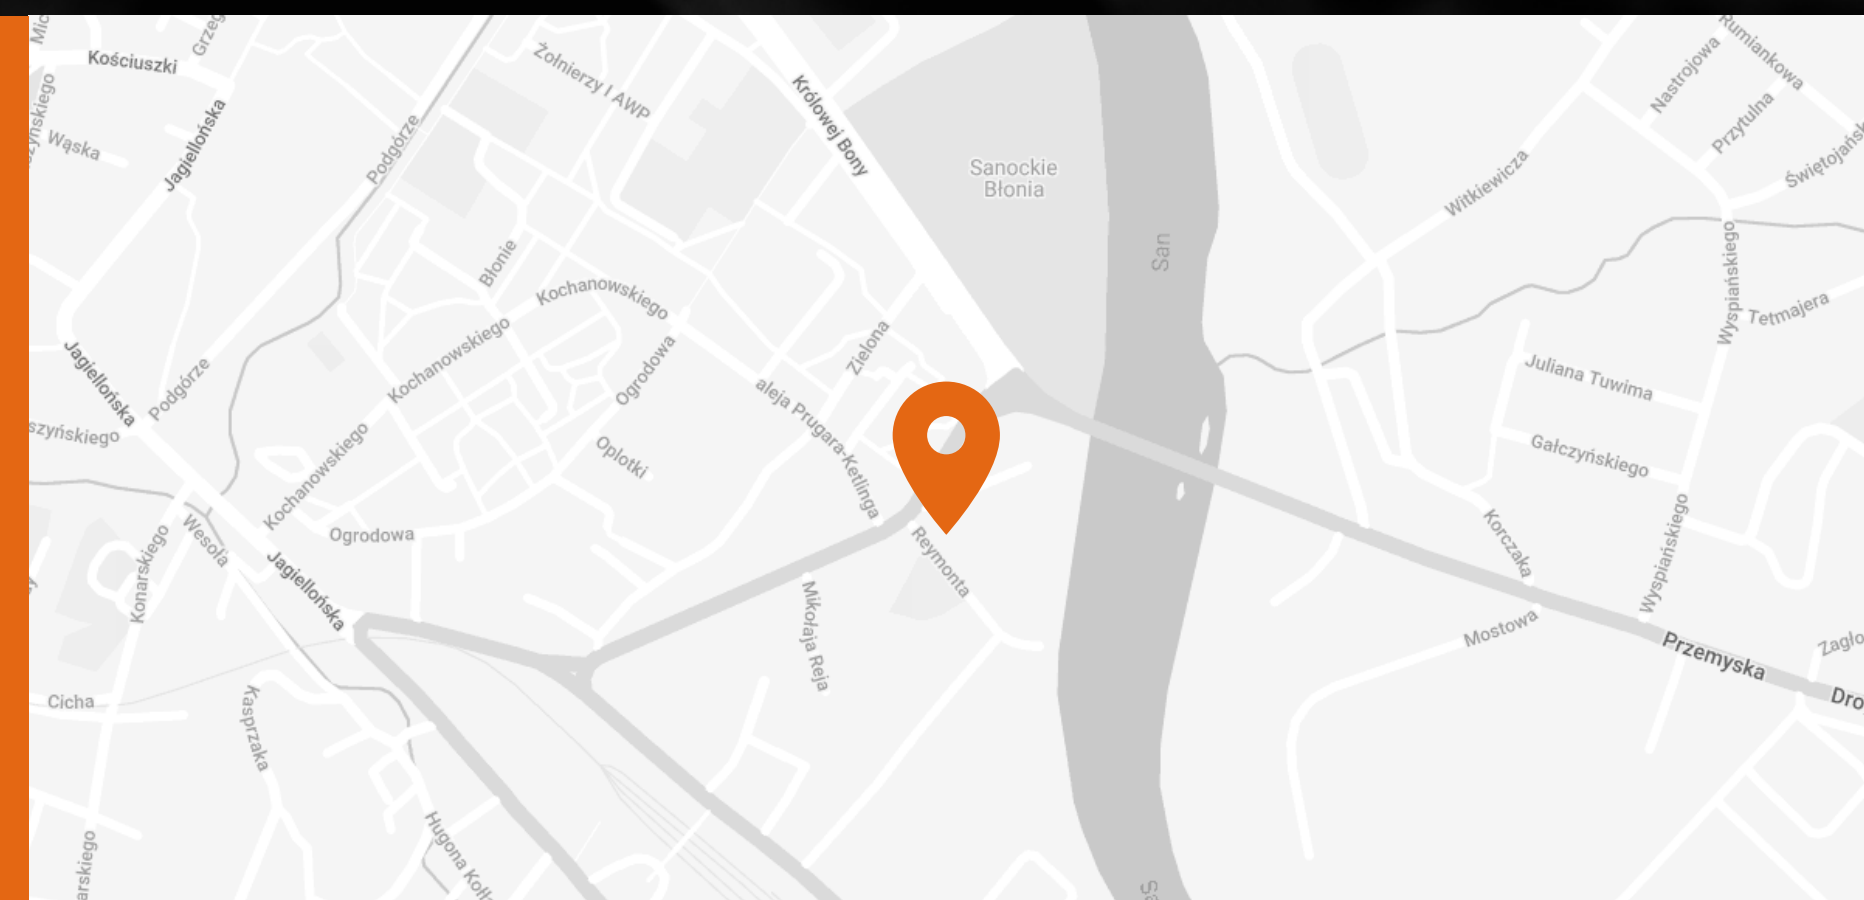 Kościuszki
Żołnierzy I AWP
Królowej Bony
Nastrojowa
Rumiankowa
Przytulna
Wąska
Jagiellońska
Podgórze
Sanockie
Błonia
Witkiewicza
San
Błonie
Kochanowskiego
Wyspiańskiego
Tetmajera
Zielona
Kochanowskiego
Ogrodowa
Jagiellońska
Podgórze
Juliana Tuwima
aleja Prugara-Ketlinga
Kochanowskiego
Oplotki
Gałczyńskiego
Ogrodowa
Wesoła
Konarskiego
Jagiellońska
Reymonta
Korczaka
Wyspiańskiego
Mikołaja Reja
Mostowa
Przemyska
Cicha
Kasprzaka
Hugona